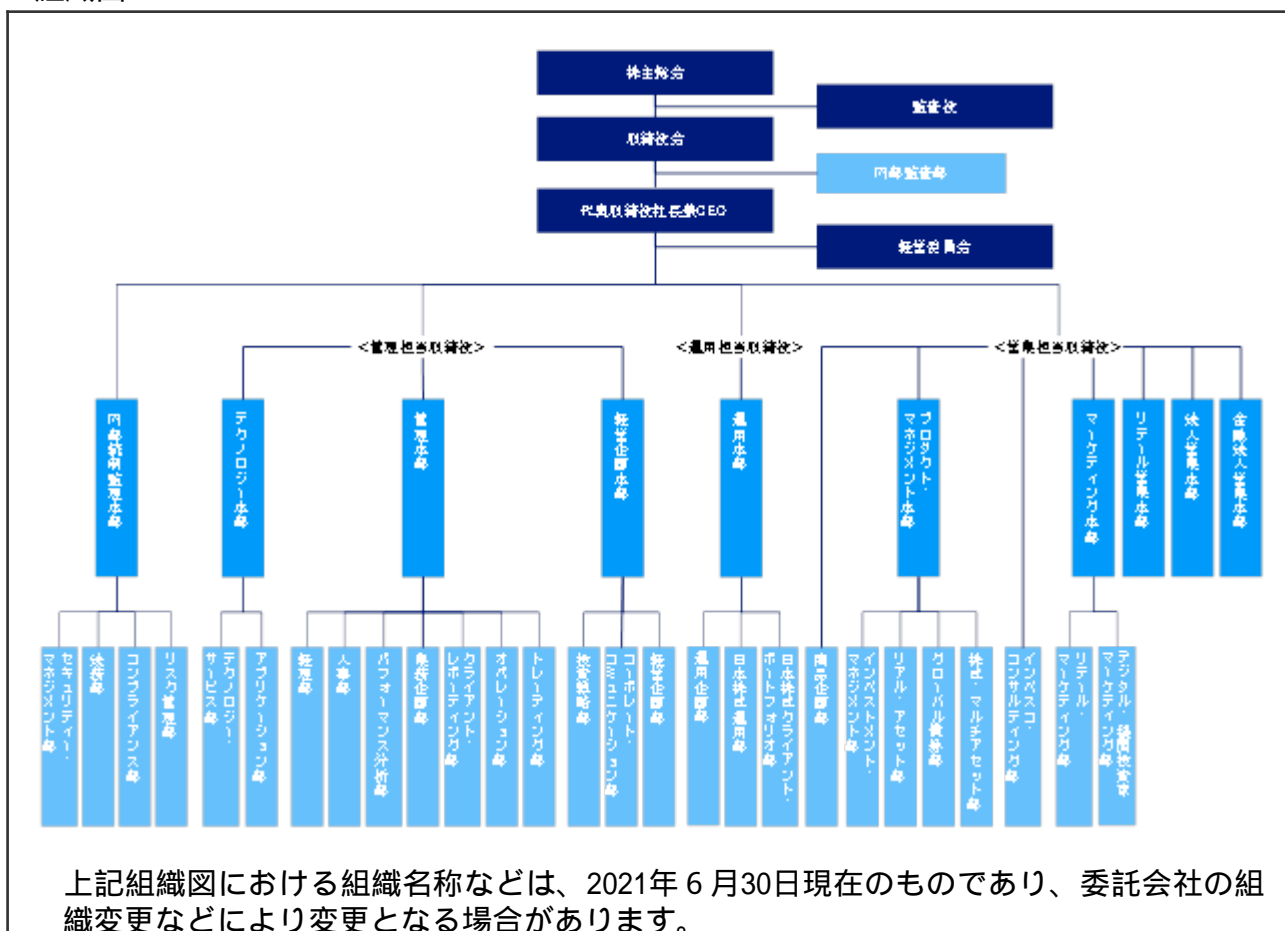 株主総会
監査役
取締役会
内部監査部
代表取締役社長兼CEO
経営委員会
<管理担当取締役>
<運用担当取締役>
<営業担当取締役>
内部統制監理本部
テクノロジー本部
管理本部
経営企画本部
運用本部
プロダクト・
マネジメント本部
マーケティング本部
リテール営業本部
法人営業本部
金融法人営業本部
セキュリティー・
マネジメント部
法務部
コンプライアンス部
リスク管理部
テクノロジー・
サービス部
アプリケーション部
経理部
人事部
パフォーマンス分析部
業務企画部
クライアント・
レポーティング部
オペレーション部
トレーディング部
投資戦略部
コーポレート・
コミュニケーション部
経営企画部
運用企画部
日本株式運用部
日本株式クライアント・
ポートフォリオ部
商品企画部
インベストメント・
マネジメント部
リアル・アセット部
グローバル債券部
株式・マルチアセット部
インベスコ・
コンサルティング部
リテール・
マーケティング部
デジタル・機関投資家
マーケティング部
上記組織図における組織名称などは、2021年6月30日現在のものであり、委託会社の組
織変更などにより変更となる場合があります。